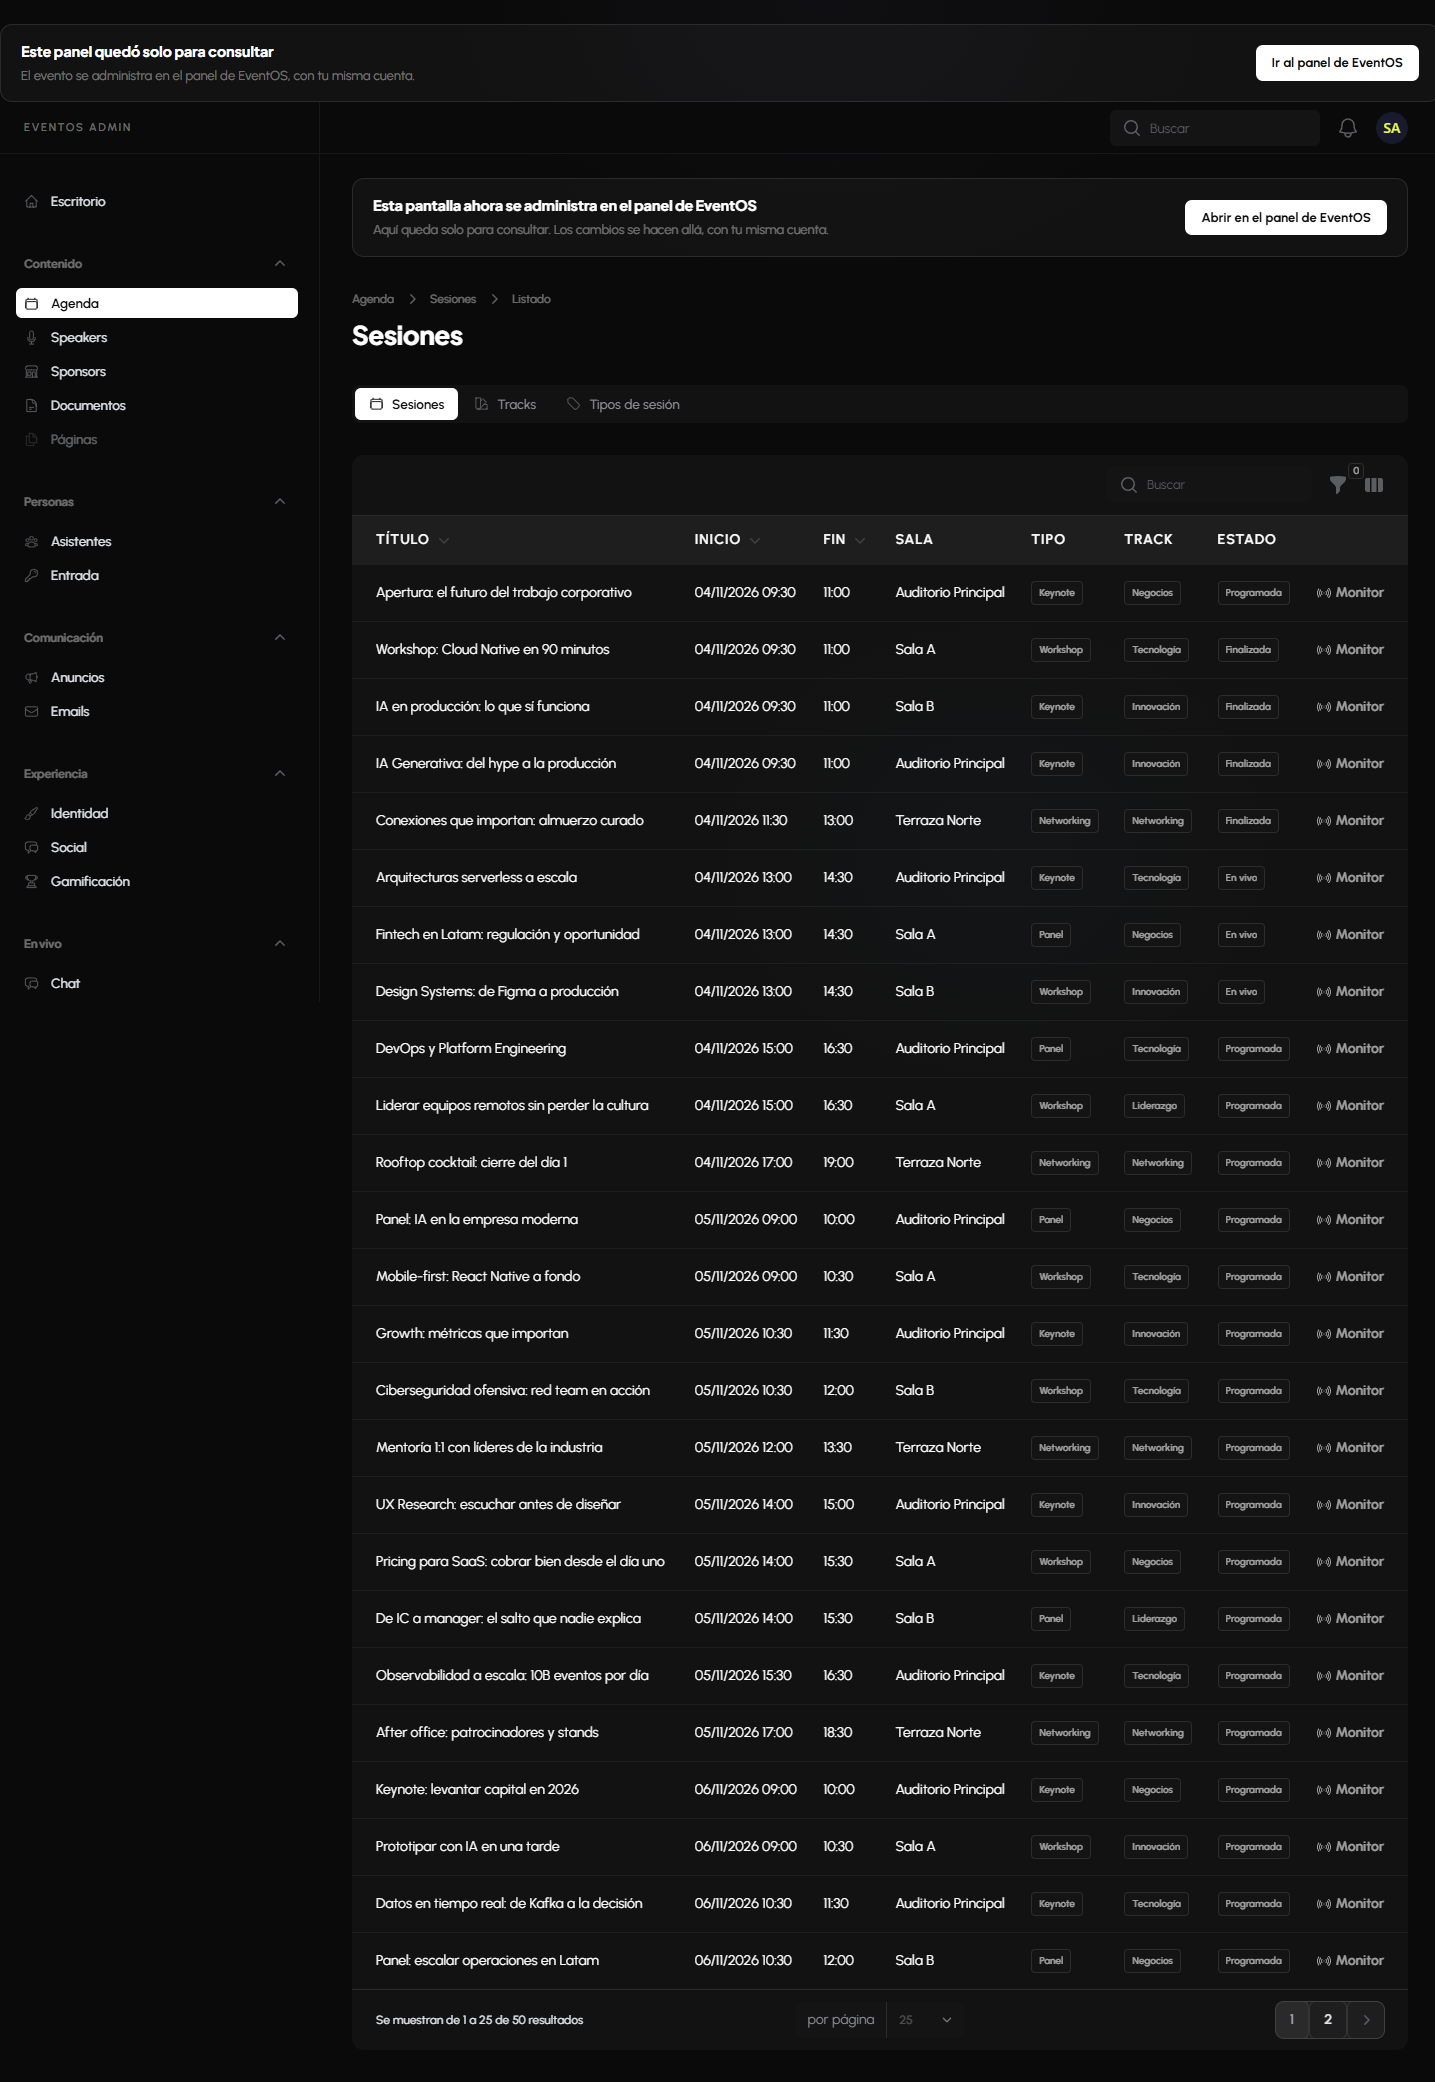 Este panel quedó solo para consultar
El evento se administra en el panel de EventOS, con tu misma cuenta.
Ir al panel de EventOS
EVENTOS ADMIN
Buscar
SA
Escritorio
Contenido
Agenda
Speakers
Sponsors
Documentos
Páginas
Personas
Asistentes
Entrada
Comunicación
Anuncios
Emails
Experiencia
Identidad
Social
Gamificación
En vivo
Chat
Esta pantalla ahora se administra en el panel de EventOS
Aquí queda solo para consultar. Los cambios se hacen allá, con tu misma cuenta.
Abrir en el panel de EventOS
Agenda > Sesiones > Listado
Sesiones
Sesiones Tracks Tipos de sesión
Buscar 0
TÍTULO INICIO FIN SALA TIPO TRACK ESTADO
Apertura: el futuro del trabajo corporativo 04/11/2026 09:30 11:00 Auditorio Principal Keynote Negocios Programada Monitor
Workshop: Cloud Native en 90 minutos 04/11/2026 09:30 11:00 Sala A Workshop Tecnología Finalizada Monitor
IA en producción: lo que sí funciona 04/11/2026 09:30 11:00 Sala B Keynote Innovación Finalizada Monitor
IA Generativa: del hype a la producción 04/11/2026 09:30 11:00 Auditorio Principal Keynote Innovación Finalizada Monitor
Conexiones que importan: almuerzo curado 04/11/2026 11:30 13:00 Terraza Norte Networking Networking Finalizada Monitor
Arquitecturas serverless a escala 04/11/2026 13:00 14:30 Auditorio Principal Keynote Tecnología En vivo Monitor
Fintech en Latam: regulación y oportunidad 04/11/2026 13:00 14:30 Sala A Panel Negocios En vivo Monitor
Design Systems: de Figma a producción 04/11/2026 13:00 14:30 Sala B Workshop Innovación En vivo Monitor
DevOps y Platform Engineering 04/11/2026 15:00 16:30 Auditorio Principal Panel Tecnología Programada Monitor
Liderar equipos remotos sin perder la cultura 04/11/2026 15:00 16:30 Sala A Workshop Liderazgo Programada Monitor
Rooftop cocktail: cierre del día 1 04/11/2026 17:00 19:00 Terraza Norte Networking Networking Programada Monitor
Panel: IA en la empresa moderna 05/11/2026 09:00 10:00 Auditorio Principal Panel Negocios Programada Monitor
Mobile-first: React Native a fondo 05/11/2026 09:00 10:30 Sala A Workshop Tecnología Programada Monitor
Growth: métricas que importan 05/11/2026 10:30 11:30 Auditorio Principal Keynote Innovación Programada Monitor
Ciberseguridad ofensiva: red team en acción 05/11/2026 10:30 12:00 Sala B Workshop Tecnología Programada Monitor
Mentoría 1:1 con líderes de la industria 05/11/2026 12:00 13:30 Terraza Norte Networking Networking Programada Monitor
UX Research: escuchar antes de diseñar 05/11/2026 14:00 15:00 Auditorio Principal Keynote Innovación Programada Monitor
Pricing para SaaS: cobrar bien desde el día uno 05/11/2026 14:00 15:30 Sala A Workshop Negocios Programada Monitor
De IC a manager: el salto que nadie explica 05/11/2026 14:00 15:30 Sala B Panel Liderazgo Programada Monitor
Observabilidad a escala: 10B eventos por día 05/11/2026 15:30 16:30 Auditorio Principal Keynote Tecnología Programada Monitor
After office: patrocinadores y stands 05/11/2026 17:00 18:30 Terraza Norte Networking Networking Programada Monitor
Keynote: levantar capital en 2026 06/11/2026 09:00 10:00 Auditorio Principal Keynote Negocios Programada Monitor
Prototipar con IA en una tarde 06/11/2026 09:00 10:30 Sala A Workshop Innovación Programada Monitor
Datos en tiempo real: de Kafka a la decisión 06/11/2026 10:30 11:30 Auditorio Principal Keynote Tecnología Programada Monitor
Panel: escalar operaciones en Latam 06/11/2026 10:30 12:00 Sala B Panel Negocios Programada Monitor
Se muestran de 1 a 25 de 50 resultados por página 25 1 2